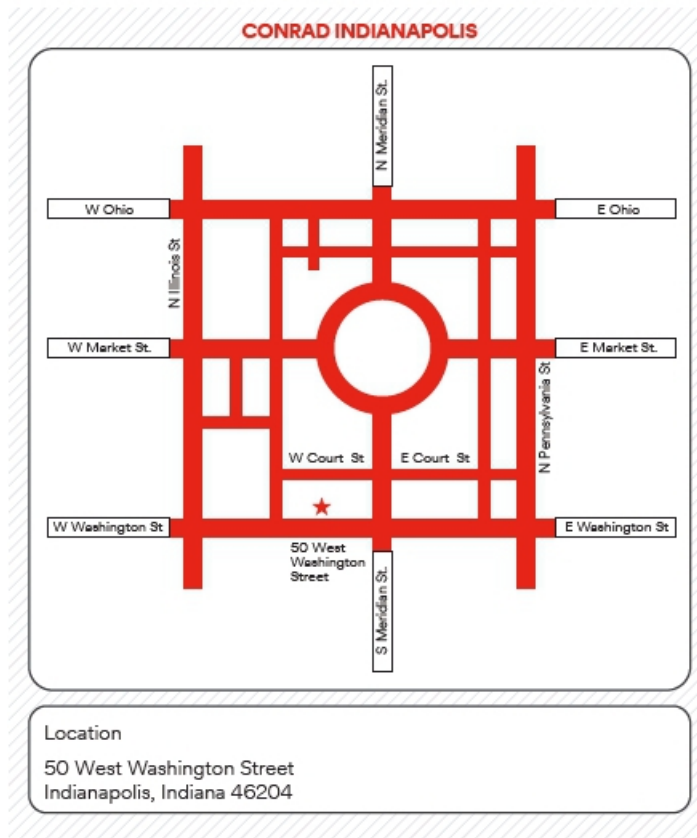 CONRAD INDIANAPOLIS
N Meridian St.
W Ohio
E Ohio
N Illinois St
W Market St.
E Market St.
N Pennsylvania St
W Court St
E Court St
W Washington St
E Washington St
50 West
Washington
Street
S Meridian St.
Location
50 West Washington Street
Indianapolis, Indiana 46204